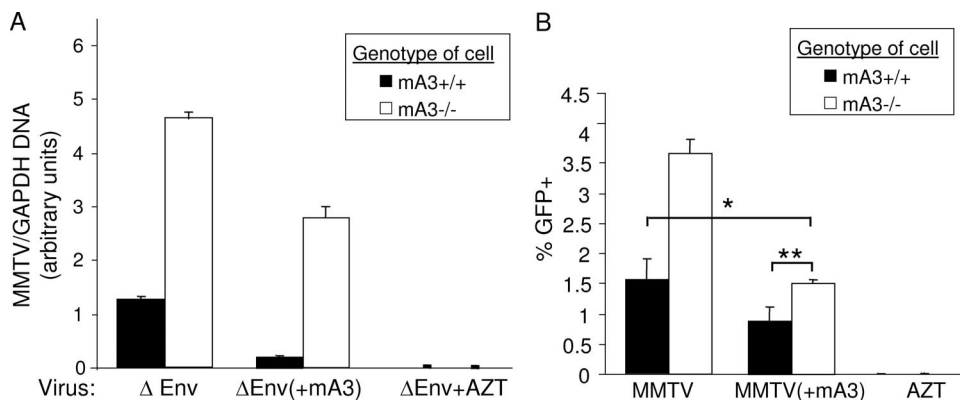 A
MMTV/GAPDH DNA
(arbitrary units)
6
5
4
3
2
1
0
Genotype of cell
mA3+/+
mA3-/-
Virus: Δ Env ΔEnv(+mA3) ΔEnv+AZT
B
% GFP+
4.5
4
3.5
3
2.5
2
1.5
1
0.5
0
Genotype of cell
mA3+/+
mA3-/-
*
**
MMTV MMTV(+mA3) AZT